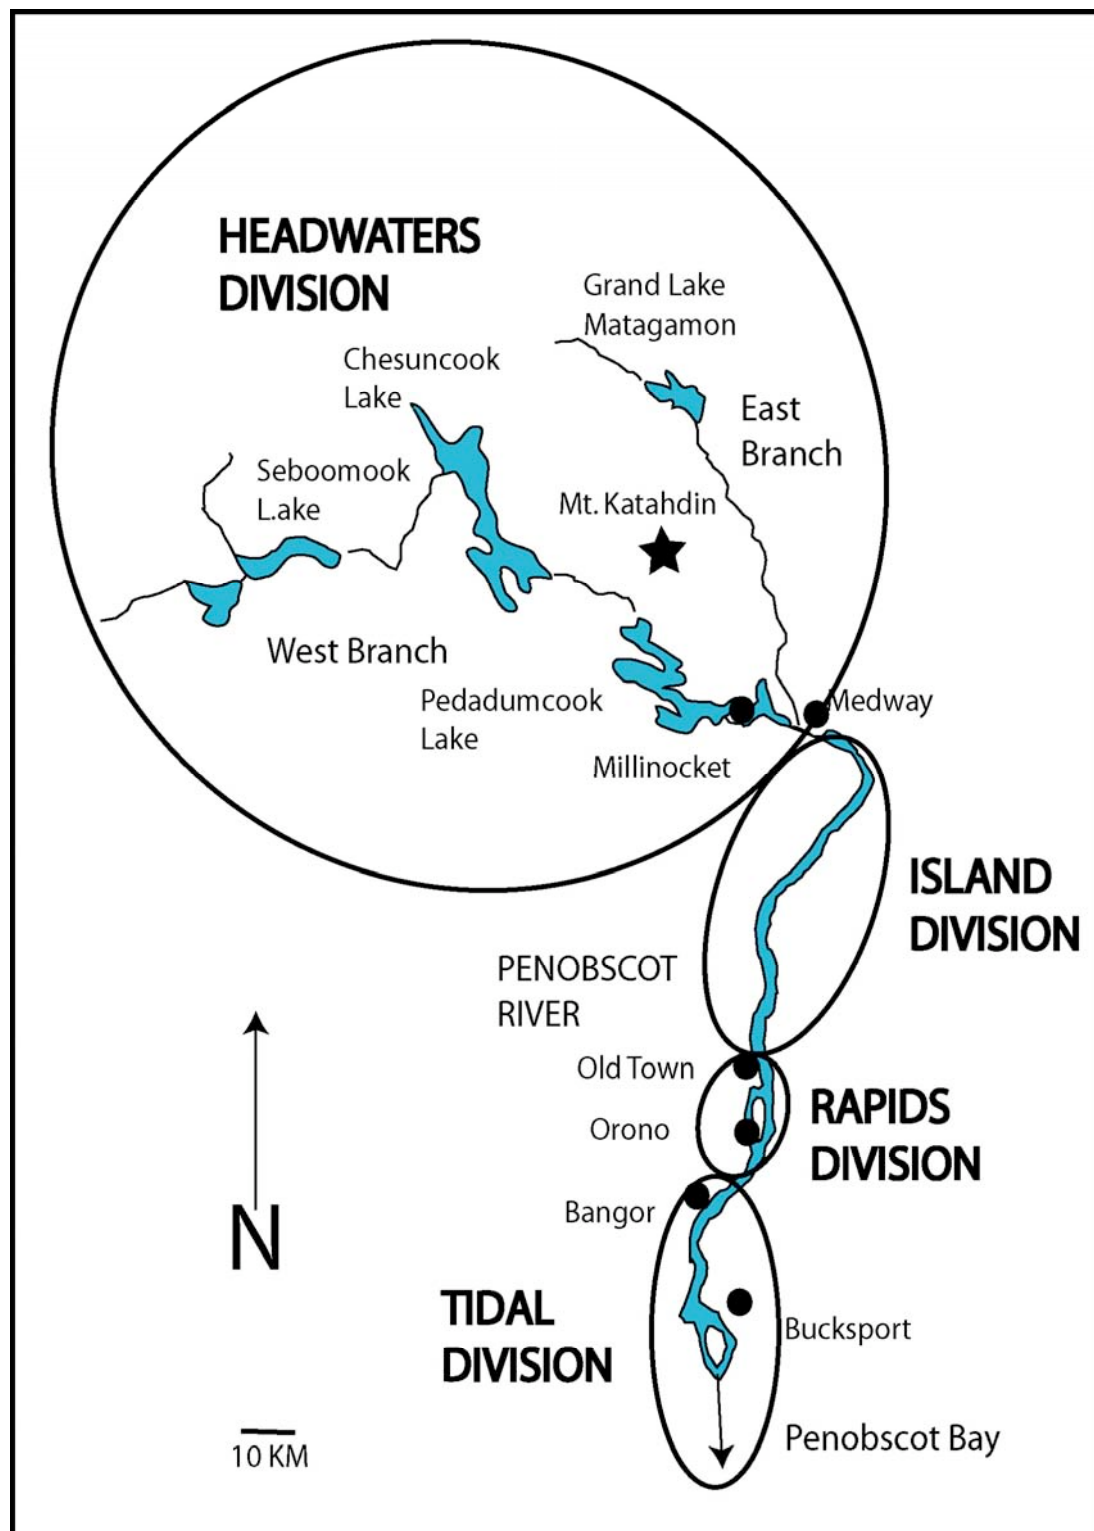 HEADWATERS
DIVISION
Grand Lake
Matagamon
Chesuncook
Lake
East
Branch
Seboomook
L.ake
Mt. Katahdin
West Branch
Pedadumcook
Lake
Medway
Millinocket
ISLAND
DIVISION
PENOBSCOT
RIVER
Old Town
Orono
RAPIDS
DIVISION
Bangor
N
TIDAL
DIVISION
Bucksport
Penobscot Bay
10 KM